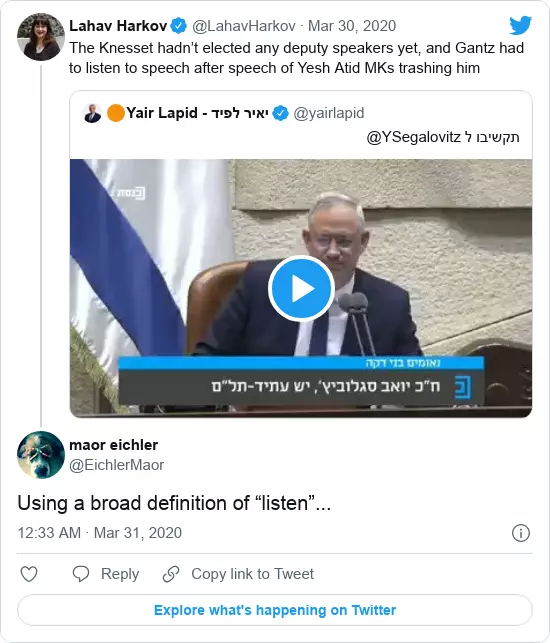 Lahav Harkov @LahavHarkov · Mar 30, 2020
The Knesset hadn’t elected any deputy speakers yet, and Gantz had
to listen to speech after speech of Yesh Atid MKs trashing him
Yair Lapid - יאיר לפיד @yairlapid
תקשיבו ל @YSegalovitz
כנסת
נאומים בני דקה
ח"כ יואב סגלוביץ', יש עתיד-תל"ם
maor eichler
@EichlerMaor
Using a broad definition of “listen”...
12:33 AM · Mar 31, 2020
Reply Copy link to Tweet
Explore what's happening on Twitter